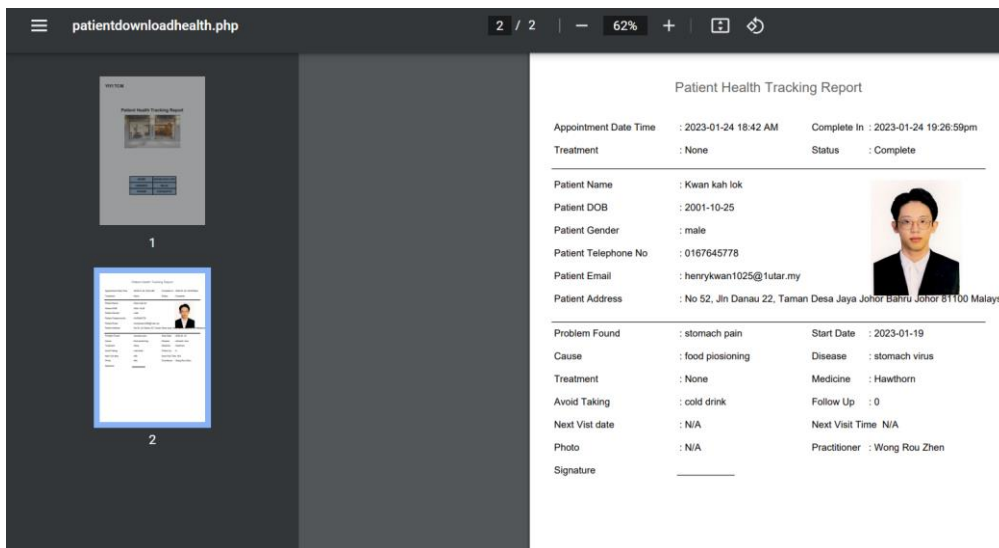 patientdownloadhealth.php
2 / 2
62%
Patient Health Tracking Report
1
2
Patient Health Tracking Report
Appointment Date Time : 2023-01-24 18:42 AM Complete In : 2023-01-24 19:26:59pm
Treatment : None Status : Complete
Patient Name : Kwan kah lok
Patient DOB : 2001-10-25
Patient Gender : male
Patient Telephone No : 0167645778
Patient Email : henrykwan1025@1utar.my
Patient Address : No 52, Jln Danau 22, Taman Desa Jaya Johor Bahru Johor 81100 Malays
Problem Found : stomach pain Start Date : 2023-01-19
Cause : food piosioning Disease : stomach virus
Treatment : None Medicine : Hawthorn
Avoid Taking : cold drink Follow Up : 0
Next Vist date : N/A Next Visit Time N/A
Photo : N/A Practitioner : Wong Rou Zhen
Signature